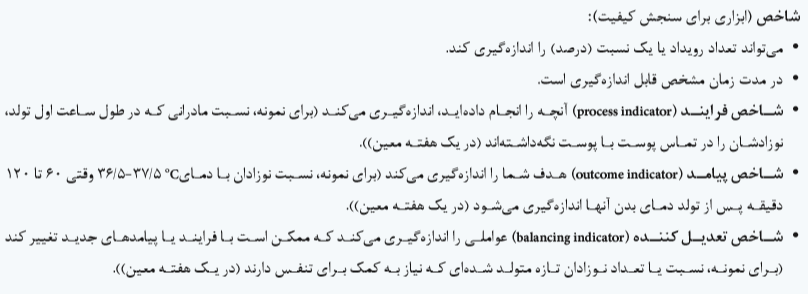 شاخص (ابزاری برای سنجش کیفیت):
• می‌تواند تعداد رویداد یا یک نسبت (درصد) را اندازه‌گیری کند.
• در مدت زمان مشخص قابل اندازه‌گیری است.
• شاخص فرایند (process indicator) آنچه را انجام داده‌اید، اندازه‌گیری می‌کند (برای نمونه، نسبت مادرانی که در طول ساعت اول تولد،
نوزادشان را در تماس پوست با پوست نگه‌داشته‌اند (در یک هفته معین)).
• شاخص پیامد (outcome indicator) هدف شما را اندازه‌گیری می‌کند (برای نمونه، نسبت نوزادان با دمای ۳۶/۵-۳۷/۵ °C وقتی ۶۰ تا ۱۲۰
دقیقه پس از تولد دمای بدن آنها اندازه‌گیری می‌شود (در یک هفته معین)).
• شاخص تعدیل کننده (balancing indicator) عواملی را اندازه‌گیری می‌کند که ممکن است با فرایند یا پیامدهای جدید تغییر کند
(برای نمونه، نسبت یا تعداد نوزادان تازه متولد شده‌ای که نیاز به کمک برای تنفس دارند (در یک هفته معین)).